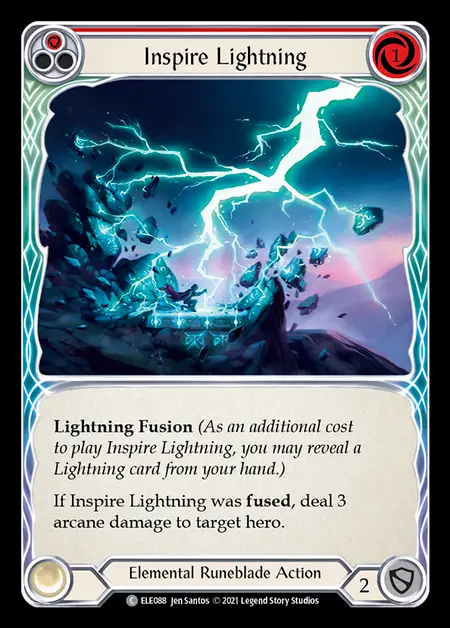 Inspire Lightning
1
Lightning Fusion (As an additional cost
to play Inspire Lightning, you may reveal a
Lightning card from your hand.)
If Inspire Lightning was fused, deal 3
arcane damage to target hero.
Elemental Runeblade Action
2
C ELE088 Jen Santos © 2021 Legend Story Studios